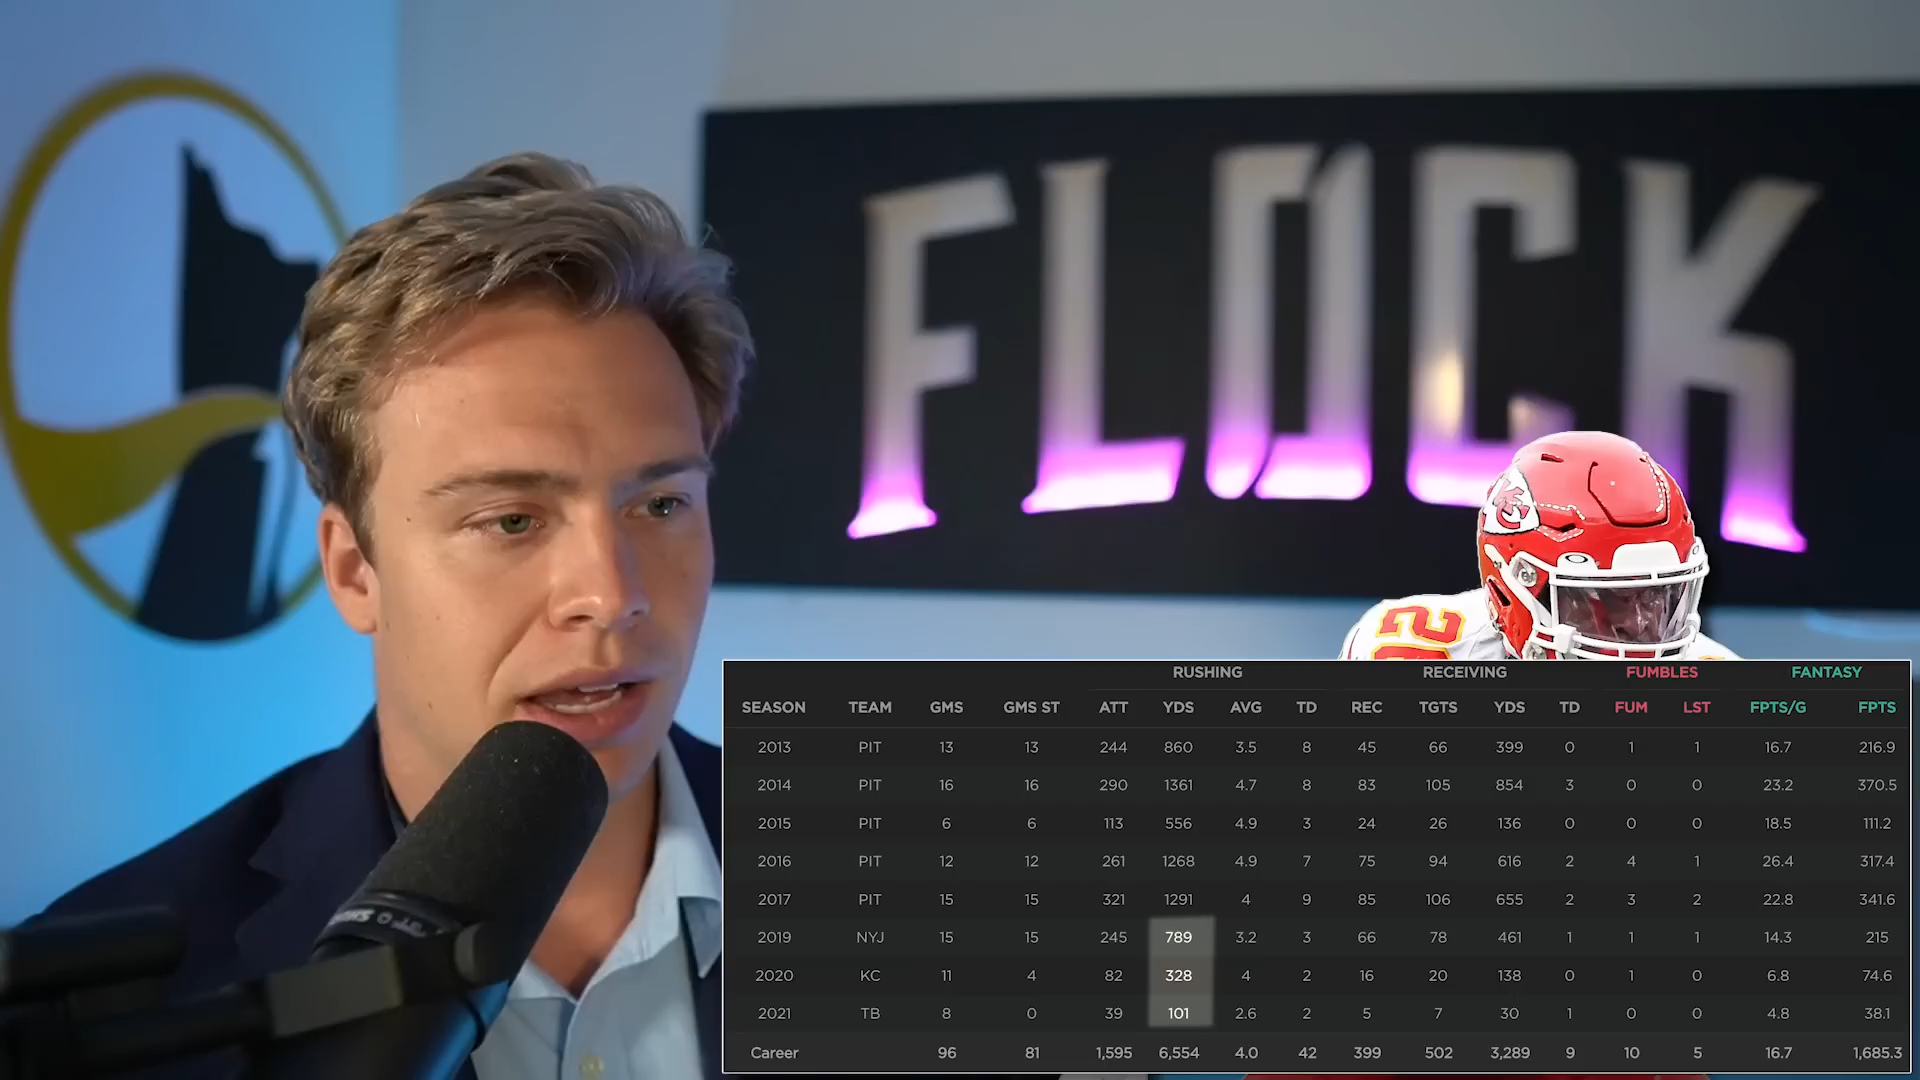 FLOCK
KC
2
RUSHING RECEIVING FUMBLES FANTASY
SEASON TEAM GMS GMS ST ATT YDS AVG TD REC TGTS YDS TD FUM LST FPTS/G FPTS
2013 PIT 13 13 244 860 3.5 8 45 66 399 0 1 1 16.7 216.9
2014 PIT 16 16 290 1361 4.7 8 83 105 854 3 0 0 23.2 370.5
2015 PIT 6 6 113 556 4.9 3 24 26 136 0 0 0 18.5 111.2
2016 PIT 12 12 261 1268 4.9 7 75 94 616 2 4 1 26.4 317.4
2017 PIT 15 15 321 1291 4 9 85 106 655 2 3 2 22.8 341.6
2019 NYJ 15 15 245 789 3.2 3 66 78 461 1 1 1 14.3 215
2020 KC 11 4 82 328 4 2 16 20 138 0 1 0 6.8 74.6
2021 TB 8 0 39 101 2.6 2 5 7 30 1 0 0 4.8 38.1
Career 96 81 1,595 6,554 4.0 42 399 502 3,289 9 10 5 16.7 1,685.3